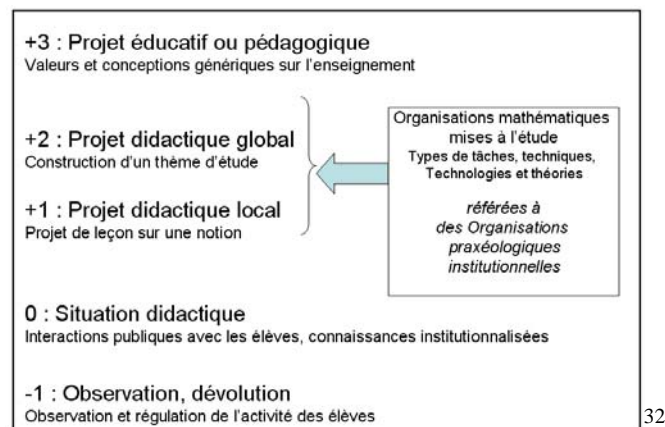 +3 : Projet éducatif ou pédagogique
Valeurs et conceptions génériques sur l'enseignement
+2 : Projet didactique global
Construction d'un thème d'étude
+1 : Projet didactique local
Projet de leçon sur une notion
Organisations mathématiques
mises à l'étude
Types de tâches, techniques,
Technologies et théories
référées à
des Organisations
praxéologiques
institutionnelles
0 : Situation didactique
Interactions publiques avec les élèves, connaissances institutionnalisées
-1 : Observation, dévolution
Observation et régulation de l'activité des élèves
32